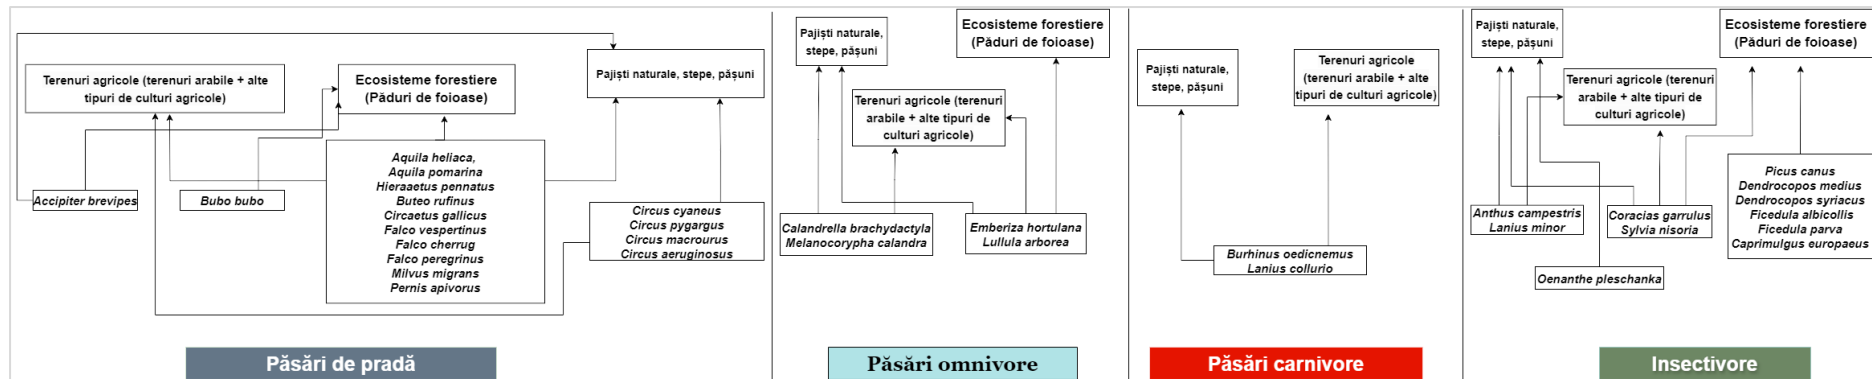 Terenuri agricole (terenuri arabile + alte
tipuri de culturi agricole)
Ecosisteme forestiere
(Păduri de foioase)
Pajiști naturale, stepe, pășuni
Accipiter brevipes
Bubo bubo
Aquila heliaca,
Aquila pomarina
Hieraaetus pennatus
Buteo rufinus
Circaetus gallicus
Falco vespertinus
Falco cherrug
Falco peregrinus
Milvus migrans
Pernis apivorus
Circus cyaneus
Circus pygargus
Circus macrourus
Circus aeruginosus
Păsări de pradă
Pajiști naturale,
stepe, pășuni
Ecosisteme forestiere
(Păduri de foioase)
Terenuri agricole (terenuri
arabile + alte tipuri de
culturi agricole)
Calandrella brachydactyla
Melanocorypha calandra
Emberiza hortulana
Lullula arborea
Păsări omnivore
Pajiști naturale,
stepe, pășuni
Terenuri agricole
(terenuri arabile + alte
tipuri de culturi agricole)
Burhinus oedicnemus
Lanius collurio
Păsări carnivore
Pajiști naturale,
stepe, pășuni
Ecosisteme forestiere
(Păduri de foioase)
Terenuri agricole (terenuri
arabile + alte tipuri de
culturi agricole)
Anthus campestris
Lanius minor
Coracias garrulus
Sylvia nisoria
Picus canus
Dendrocopos medius
Dendrocopos syriacus
Ficedula albicollis
Ficedula parva
Caprimulgus europaeus
Oenanthe pleschanka
Insectivore